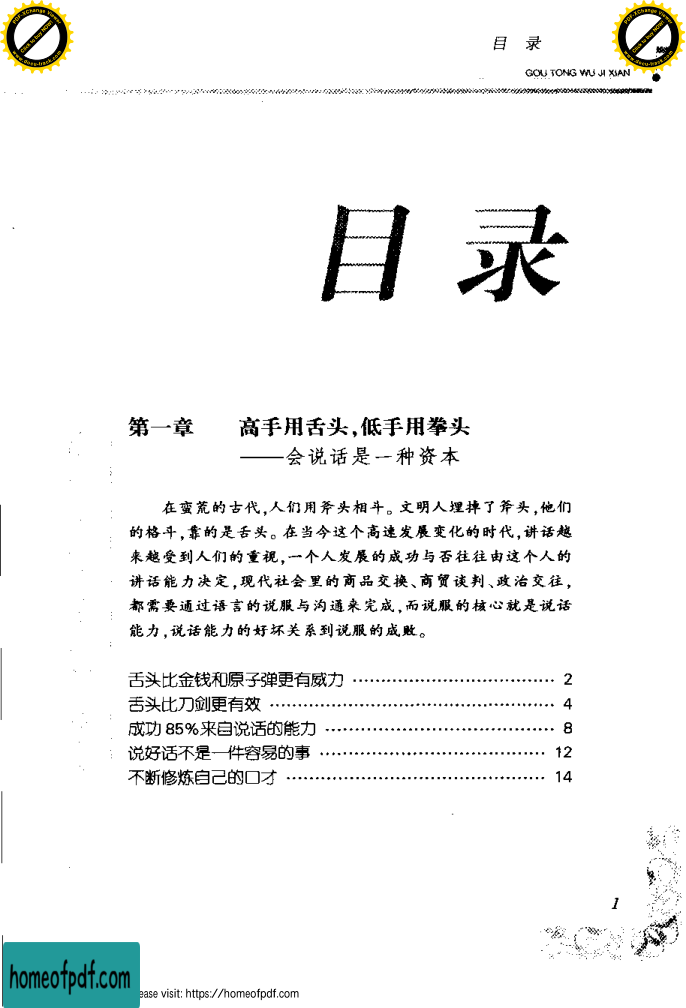 PDF-XChange Viewer
Click to buy NOW!
www.docu-track.com
目 录
PDF-XChange Viewer
Click to buy NOW!
www.docu-track.com
GOU TONG WU JI XIAN
目录
第一章 高手用舌头,低手用拳头
——会说话是一种资本
在蛮荒的古代,人们用斧头相斗。文明人埋掉了斧头,他们
的格斗,靠的是舌头。在当今这个高速发展变化的时代,讲话越
来越受到人们的重视,一个人发展的成功与否往往由这个人的
讲话能力决定,现代社会里的商品交换、商贸谈判、政治交往,
都需要通过语言的说服与沟通来完成,而说服的核心就是说话
能力,说话能力的好坏关系到说服的成败。
舌头比金钱和原子弹更有威力 ………………………………… 2
舌头比刀剑更有效 ……………………………………………… 4
成功 85%来自说话的能力 ……………………………………… 8
说好话不是一件容易的事 ……………………………………… 12
不断修炼自己的口才 …………………………………………… 14
1
homeofpdf.com
ease visit: https://homeofpdf.com